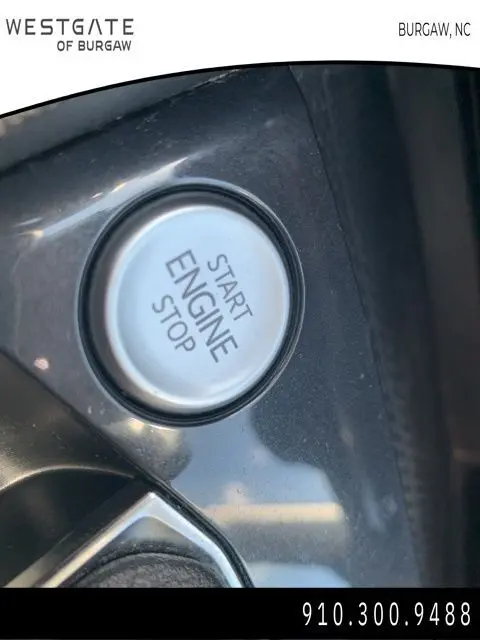 WESTGATE
OF BURGAW
BURGAW, NC
START
ENGINE
STOP
910.300.9488